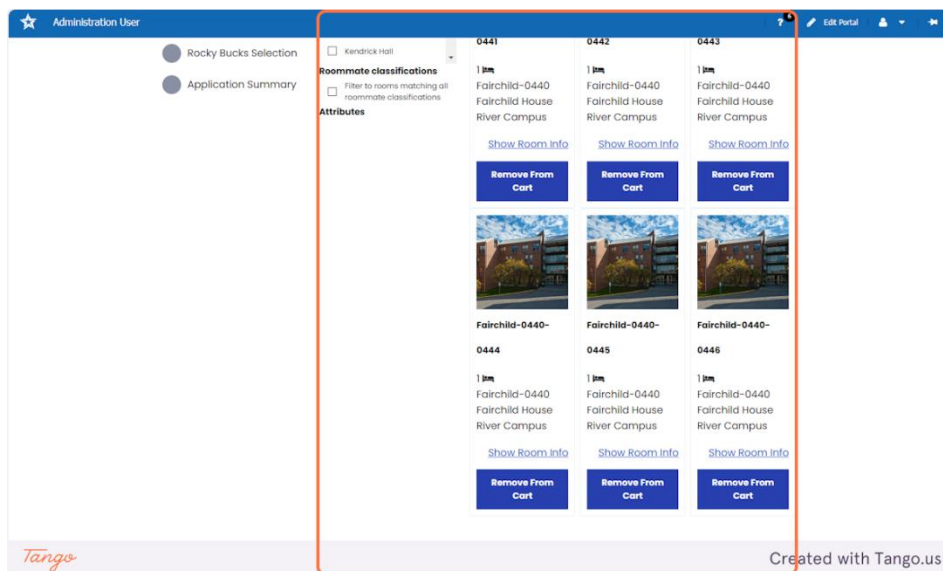 Administration User
?
6
Edit Portal
Rocky Bucks Selection
Application Summary
Kendrick Hall
Roommate classifications
Filter to rooms matching all
roommate classifications
Attributes
0441
1
Fairchild-0440
Fairchild House
River Campus
Show Room Info
Remove From
Cart
0442
1
Fairchild-0440
Fairchild House
River Campus
Show Room Info
Remove From
Cart
0443
1
Fairchild-0440
Fairchild House
River Campus
Show Room Info
Remove From
Cart
Fairchild-0440-
0444
1
Fairchild-0440
Fairchild House
River Campus
Show Room Info
Remove From
Cart
Fairchild-0440-
0445
1
Fairchild-0440
Fairchild House
River Campus
Show Room Info
Remove From
Cart
Fairchild-0440-
0446
1
Fairchild-0440
Fairchild House
River Campus
Show Room Info
Remove From
Cart
Tango
Created with Tango.us